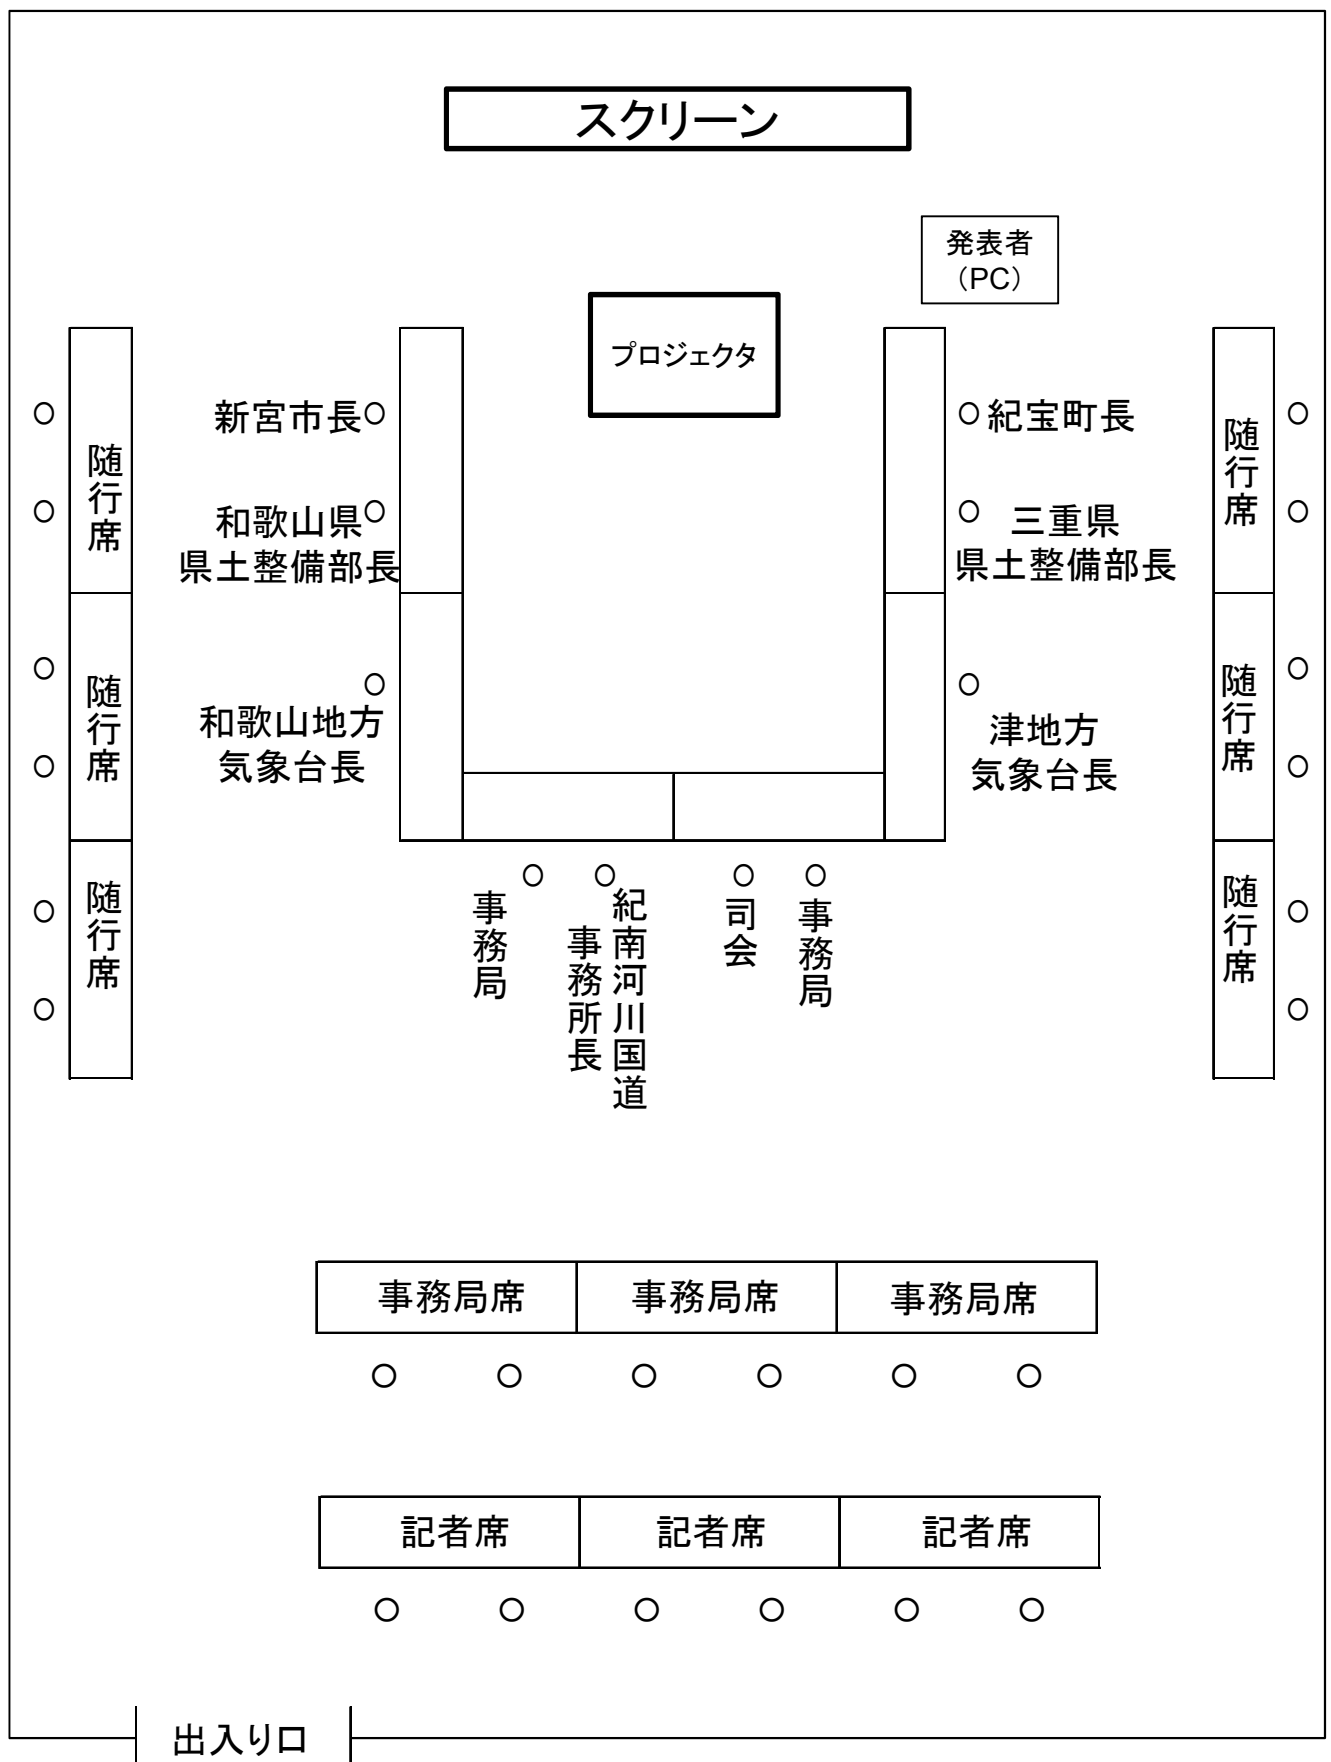 スクリーン
発表者
（PC）
プロジェクタ
新宮市長
紀宝町長
随行席
随行席
和歌山県
県土整備部長
三重県
県土整備部長
随行席
随行席
和歌山地方
気象台長
津地方
気象台長
随行席
随行席
事務局
紀南河川国道
事務所長
司会
事務局
事務局席
事務局席
事務局席
記者席
記者席
記者席
出入り口